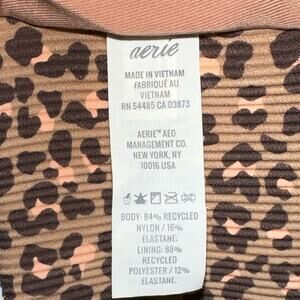 aerie
MADE IN VIETNAM
FABRIQUÉ AU
VIETNAM
RN 54485 CA 03873
AERIE™ AEO
MANAGEMENT CO.
NEW YORK, NY
10016 USA
BODY: 84% RECYCLED
NYLON / 16%
ELASTANE;
LINING: 88%
RECYCLED
POLYESTER / 12%
ELASTANE.